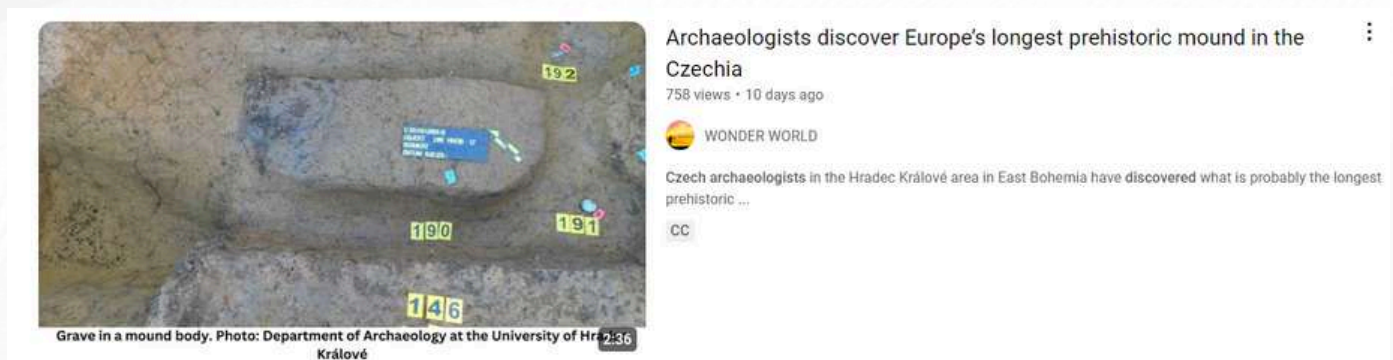 192
190
191
146
Grave in a mound body. Photo: Department of Archaeology at the University of
2:36
Králové
Archaeologists discover Europe's longest prehistoric mound in the
Czechia
758 views • 10 days ago
WONDER WORLD
Czech archaeologists in the Hradec Králové area in East Bohemia have discovered what is probably the longest
prehistoric ...
CC